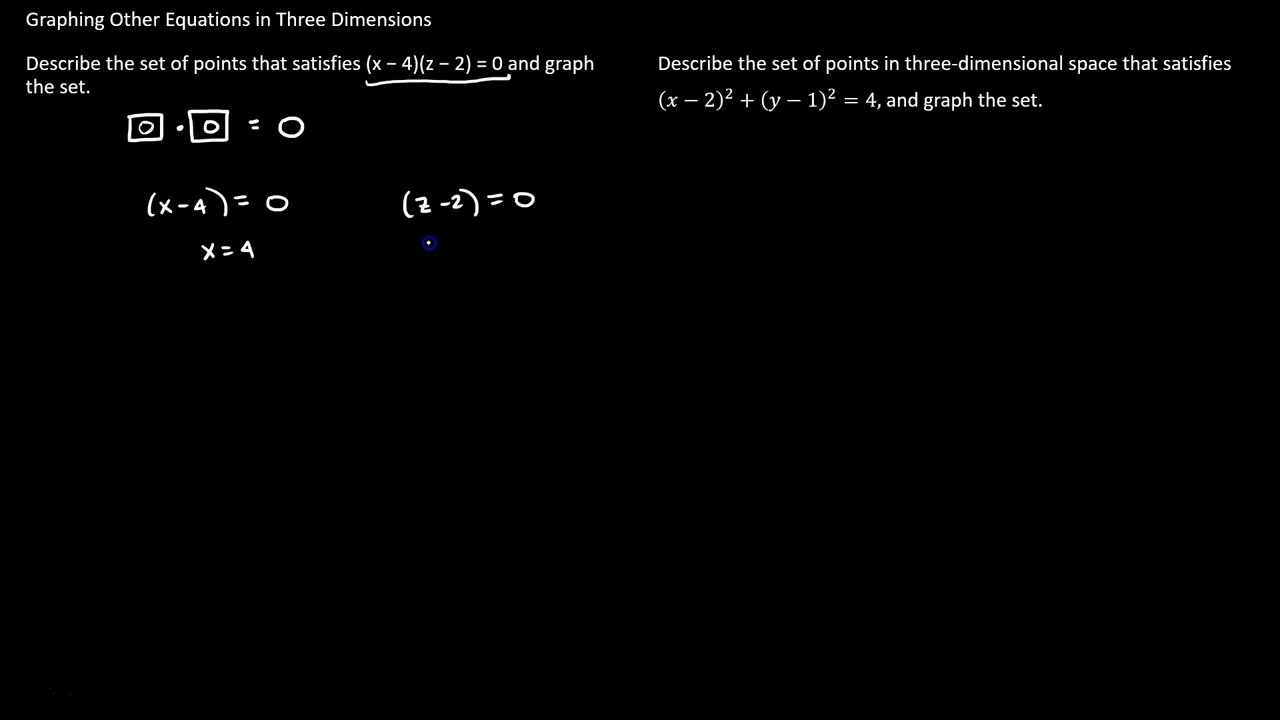 Graphing Other Equations in Three Dimensions
Describe the set of points that satisfies (x − 4)(z − 2) = 0 and graph
the set.
0 · 0 = 0
(x - 4) = 0
(z - 2) = 0
x = 4
Describe the set of points in three-dimensional space that satisfies
(x − 2)² + (y − 1)² = 4, and graph the set.